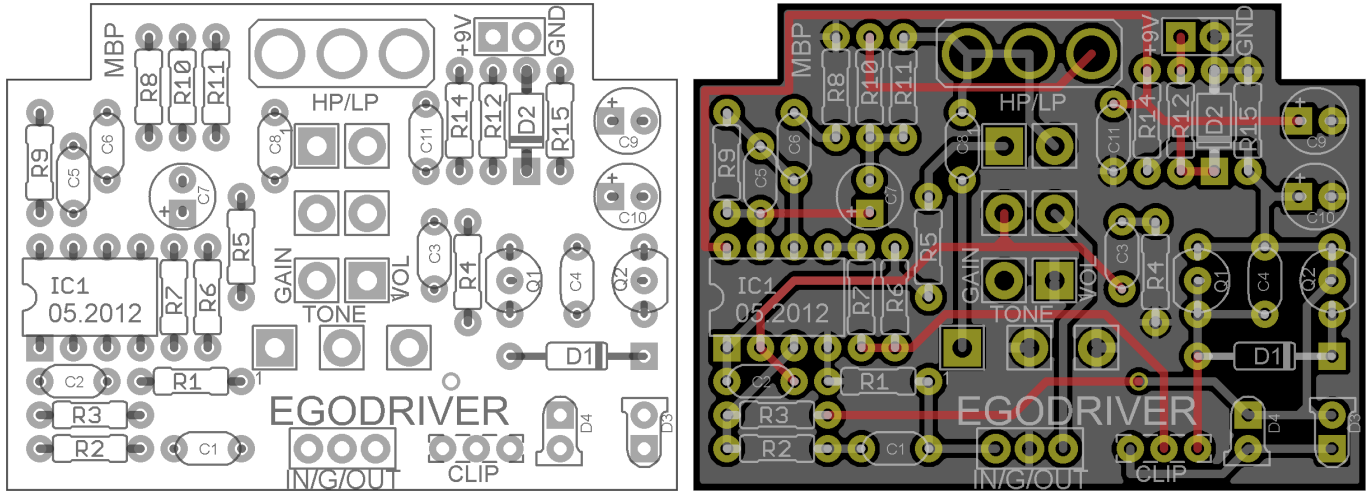 MBP
+9V
GND
R8
R10
R11
HP/LP
C6
R9
C5
C8
1
C11
R14
R12
D2
R15
+
C9
+
C7
+
C10
R5
C3
R4
Q1
C4
Q2
GAIN
VOL
IC1
05.2012
R7
R6
TONE
1
D1
C2
R1
R3
EGODRIVER
D4
D3
R2
C1
IN/G/OUT
CLIP
MBP
+9V
GND
R8
R10
R11
HP/LP
C6
R9
C5
C8
1
C11
R14
R12
D2
R15
+
C9
+
C7
+
C10
R5
C3
R4
Q1
C4
Q2
GAIN
VOL
IC1
05.2012
R7
R6
TONE
1
D1
C2
R1
R3
EGODRIVER
D4
D3
R2
C1
IN/G/OUT
CLIP